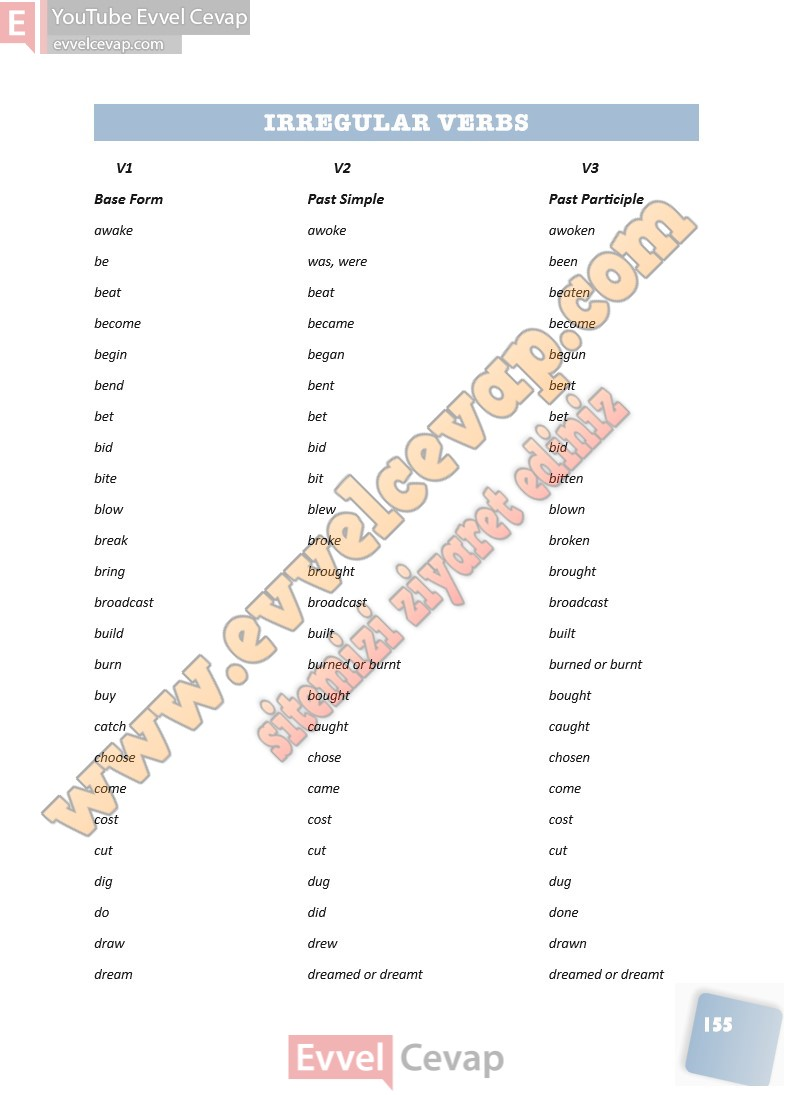 E YouTube Evvel Cevap
evvelcevap.com
IRREGULAR VERBS
V1 V2 V3
Base Form Past Simple Past Participle
awake awoke awoken
be was, were been
beat beat beaten
become became become
begin began begun
bend bent bent
bet bet bet
bid bid bid
bite bit bitten
blow blew blown
break broke broken
bring brought brought
broadcast broadcast broadcast
build built built
burn burned or burnt burned or burnt
buy bought bought
catch caught caught
choose chose chosen
come came come
cost cost cost
cut cut cut
dig dug dug
do did done
draw drew drawn
dream dreamed or dreamt dreamed or dreamt
www.evvelcevap.com
sitemizi ziyaret ediniz
155
Evvel Cevap